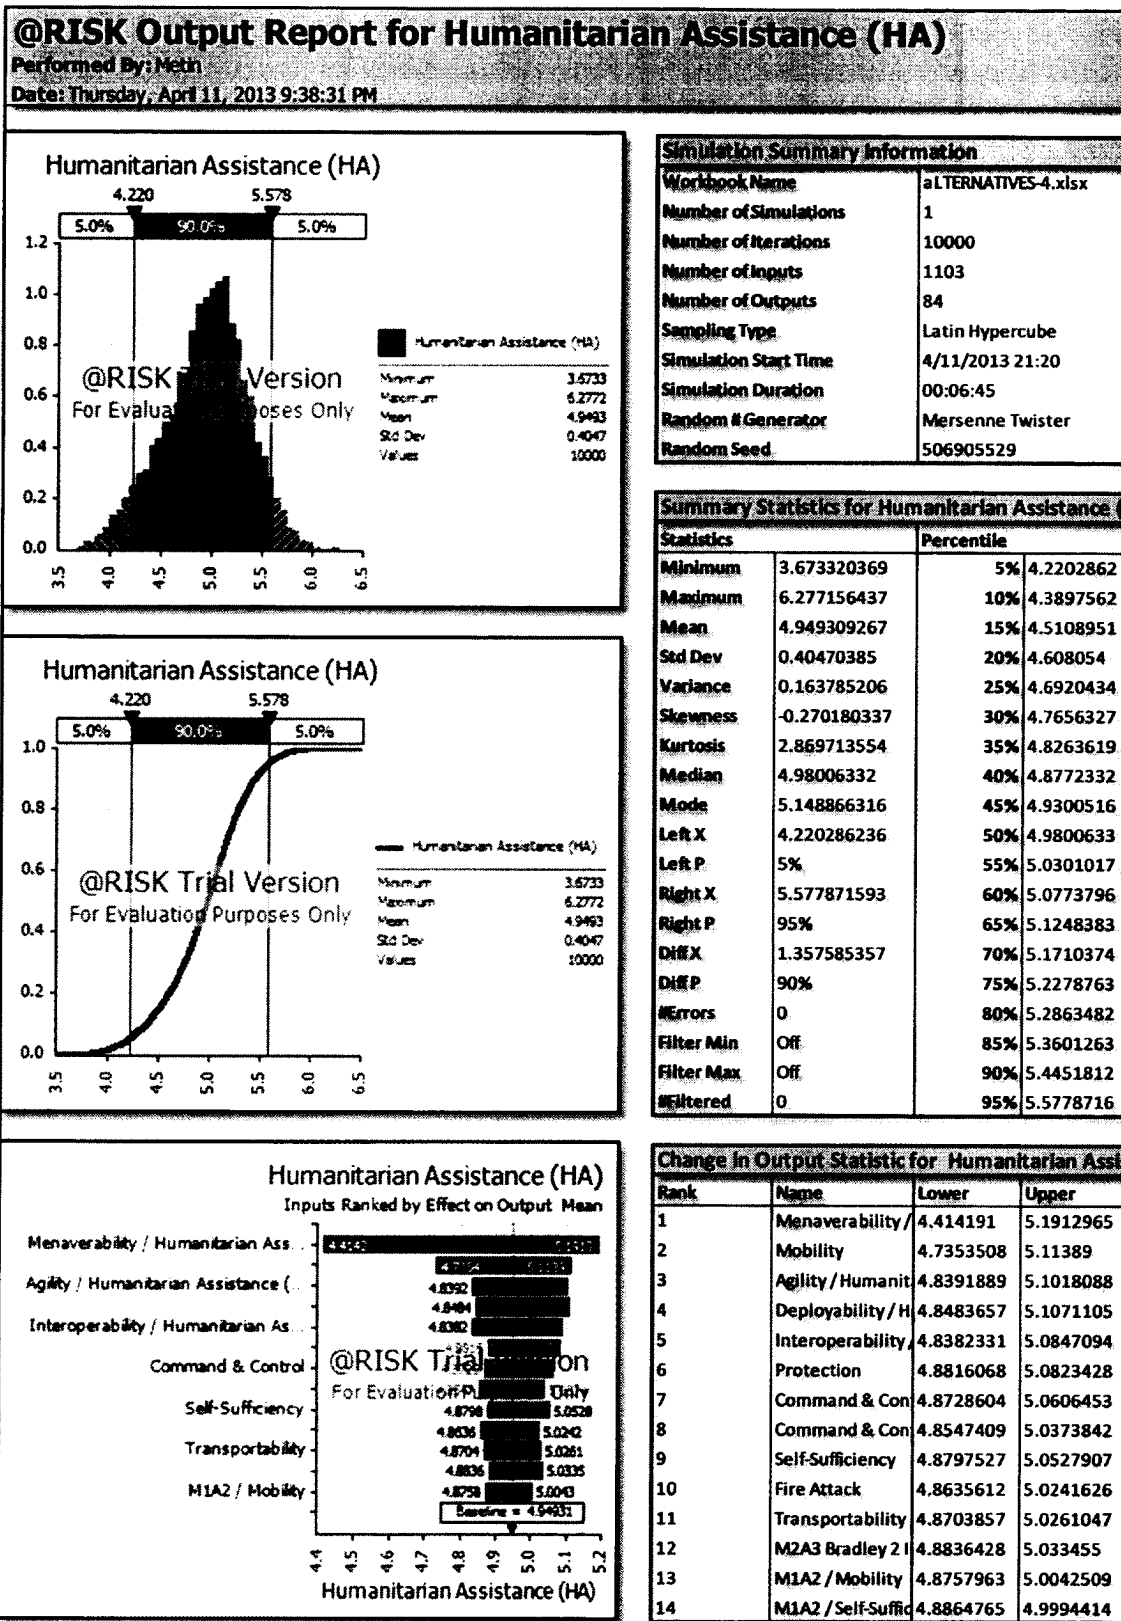 @RISK Output Report for Humanitarian Assistance (HA)
Performed By: Metin
Date: Thursday, April 11, 2013 9:38:31 PM
Humanitarian Assistance (HA)
4.220 5.578
5.0% 90.0% 5.0%
1.2
1.0
0.8
0.6
0.4
0.2
0.0
3.5 4.0 4.5 5.0 5.5 6.0 6.5
@RISK Version
For Evalua poses Only
Humanitarian Assistance (HA)
Minimum 3.6733
Maximum 6.2772
Mean 4.9493
Std Dev 0.4047
Values 10000
Simulation Summary Information
Workbook Name aLTERNATIVES-4.xlsx
Number of Simulations 1
Number of Iterations 10000
Number of Inputs 1103
Number of Outputs 84
Sampling Type Latin Hypercube
Simulation Start Time 4/11/2013 21:20
Simulation Duration 00:06:45
Random # Generator Mersenne Twister
Random Seed 506905529
Humanitarian Assistance (HA)
4.220 5.578
5.0% 90.0% 5.0%
1.0
0.8
0.6
0.4
0.2
0.0
3.5 4.0 4.5 5.0 5.5 6.0 6.5
@RISK Trial Version
For Evaluation Purposes Only
Humanitarian Assistance (HA)
Minimum 3.6733
Maximum 6.2772
Mean 4.9493
Std Dev 0.4047
Values 10000
Summary Statistics for Humanitarian Assistance (
Statistics Percentile
Minimum 3.673320369 5% 4.2202862
Maximum 6.277156437 10% 4.3897562
Mean 4.949309267 15% 4.5108951
Std Dev 0.40470385 20% 4.608054
Variance 0.163785206 25% 4.6920434
Skewness -0.270180337 30% 4.7656327
Kurtosis 2.869713554 35% 4.8263619
Median 4.98006332 40% 4.8772332
Mode 5.148866316 45% 4.9300516
Left X 4.220286236 50% 4.9800633
Left P 5% 55% 5.0301017
Right X 5.577871593 60% 5.0773796
Right P 95% 65% 5.1248383
Diff X 1.357585357 70% 5.1710374
Diff P 90% 75% 5.2278763
#Errors 0 80% 5.2863482
Filter Min Off 85% 5.3601263
Filter Max Off 90% 5.4451812
#Filtered 0 95% 5.5778716
Humanitarian Assistance (HA)
Inputs Ranked by Effect on Output Mean
Menaverability / Humanitarian Ass...
Agility / Humanitarian Assistance (... 4.8392
4.8484
Interoperability / Humanitarian As... 4.8382
Command & Control
@RISK Trial on
For Evaluation Pu Only
Self-Sufficiency 4.8798 5.0528
4.8636 5.0242
Transportability 4.8704 5.0261
4.8836 5.0335
M1A2 / Mobility 4.8758 5.0043
Baseline = 4.94931
4.4 4.5 4.6 4.7 4.8 4.9 5.0 5.1 5.2
Humanitarian Assistance (HA)
Change in Output Statistic for Humanitarian Assi
Rank Name Lower Upper
1 Menaverability / 4.414191 5.1912965
2 Mobility 4.7353508 5.11389
3 Agility / Humanit 4.8391889 5.1018088
4 Deployability / H 4.8483657 5.1071105
5 Interoperability / 4.8382331 5.0847094
6 Protection 4.8816068 5.0823428
7 Command & Con 4.8728604 5.0606453
8 Command & Con 4.8547409 5.0373842
9 Self-Sufficiency 4.8797527 5.0527907
10 Fire Attack 4.8635612 5.0241626
11 Transportability 4.8703857 5.0261047
12 M2A3 Bradley 2 I 4.8836428 5.033455
13 M1A2 / Mobility 4.8757963 5.0042509
14 M1A2 / Self-Suffic 4.8864765 4.9994414